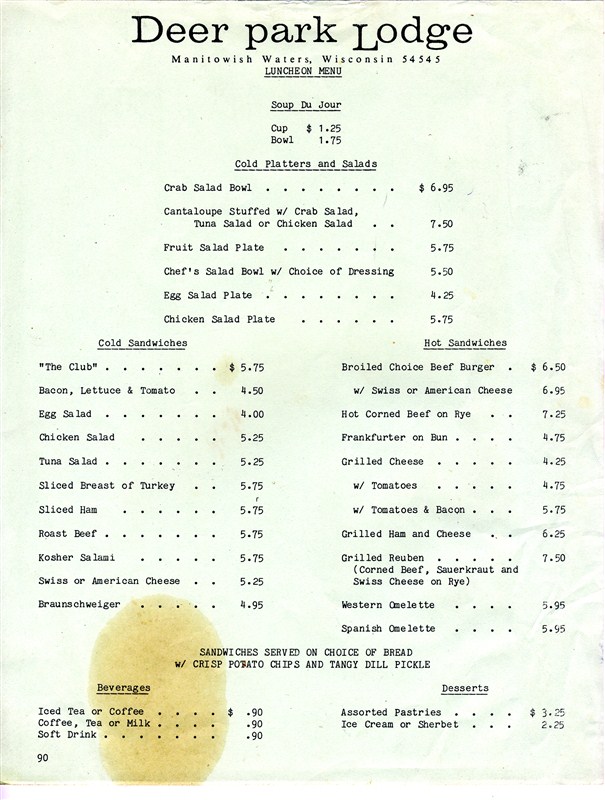 Deer park Lodge
Manitowish Waters, Wisconsin 54545
LUNCHEON MENU
Soup Du Jour
Cup $ 1.25
Bowl 1.75
Cold Platters and Salads
Crab Salad Bowl . . . . . . . . $ 6.95
Cantaloupe Stuffed w/ Crab Salad,
Tuna Salad or Chicken Salad . . 7.50
Fruit Salad Plate . . . . . . . 5.75
Chef's Salad Bowl w/ Choice of Dressing 5.50
Egg Salad Plate . . . . . . . . 4.25
Chicken Salad Plate . . . . . . 5.75
Cold Sandwiches
"The Club" . . . . . . . $ 5.75
Bacon, Lettuce & Tomato . . 4.50
Egg Salad . . . . . . . 4.00
Chicken Salad . . . . . 5.25
Tuna Salad . . . . . . . 5.25
Sliced Breast of Turkey . . 5.75
Sliced Ham . . . . . . 5.75
Roast Beef . . . . . . . 5.75
Kosher Salami . . . . . 5.75
Swiss or American Cheese . . 5.25
Braunschweiger . . . . . 4.95
Hot Sandwiches
Broiled Choice Beef Burger . $ 6.50
w/ Swiss or American Cheese 6.95
Hot Corned Beef on Rye . . 7.25
Frankfurter on Bun . . . . 4.75
Grilled Cheese . . . . . 4.25
w/ Tomatoes . . . . . 4.75
w/ Tomatoes & Bacon . . . 5.75
Grilled Ham and Cheese . . 6.25
Grilled Reuben . . . . . 7.50
(Corned Beef, Sauerkraut and
Swiss Cheese on Rye)
Western Omelette . . . . 5.95
Spanish Omelette . . . . 5.95
SANDWICHES SERVED ON CHOICE OF BREAD
W/ CRISP POTATO CHIPS AND TANGY DILL PICKLE
Beverages
Iced Tea or Coffee . . . . $ .90
Coffee, Tea or Milk . . . . .90
Soft Drink . . . . . . . .90
Desserts
Assorted Pastries . . . . $ 3.25
Ice Cream or Sherbet . . . 2.25
90